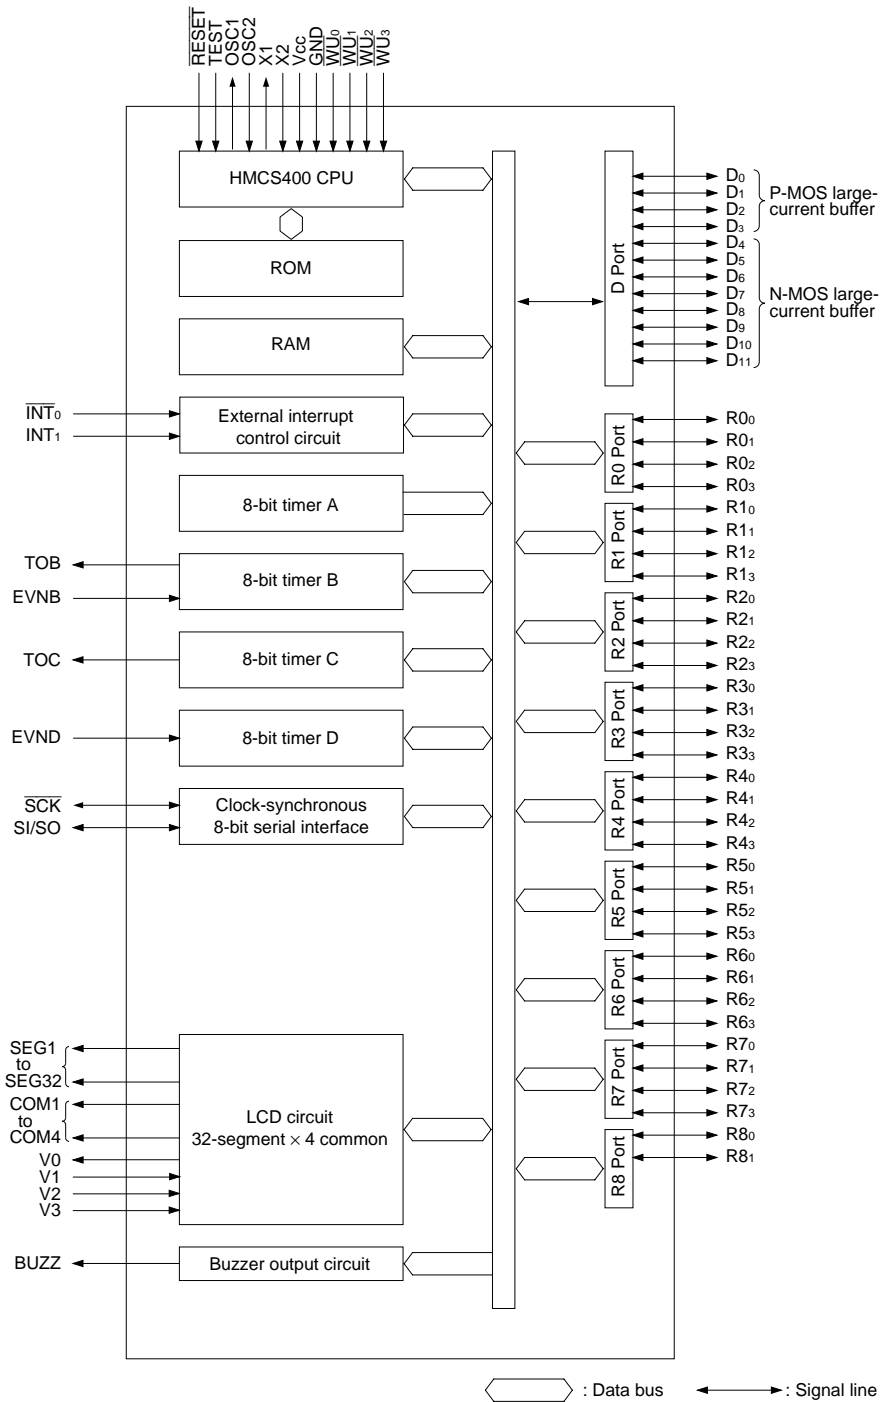 RESET
TEST
OSC1
OSC2
X1
X2
Vcc
GND
WU0
WU1
WU2
WU3
HMCS400 CPU
ROM
RAM
INT0
INT1
External interrupt
control circuit
8-bit timer A
TOB
EVNB
8-bit timer B
TOC
8-bit timer C
EVND
8-bit timer D
SCK
SI/SO
Clock-synchronous
8-bit serial interface
SEG1
to
SEG32
COM1
to
COM4
V0
V1
V2
V3
LCD circuit
32-segment × 4 common
BUZZ
Buzzer output circuit
D Port
D0
D1
D2
D3
D4
D5
D6
D7
D8
D9
D10
D11
P-MOS large-
current buffer
N-MOS large-
current buffer
R0 Port
R00
R01
R02
R03
R1 Port
R10
R11
R12
R13
R2 Port
R20
R21
R22
R23
R3 Port
R30
R31
R32
R33
R4 Port
R40
R41
R42
R43
R5 Port
R50
R51
R52
R53
R6 Port
R60
R61
R62
R63
R7 Port
R70
R71
R72
R73
R8 Port
R80
R81
: Data bus
: Signal line